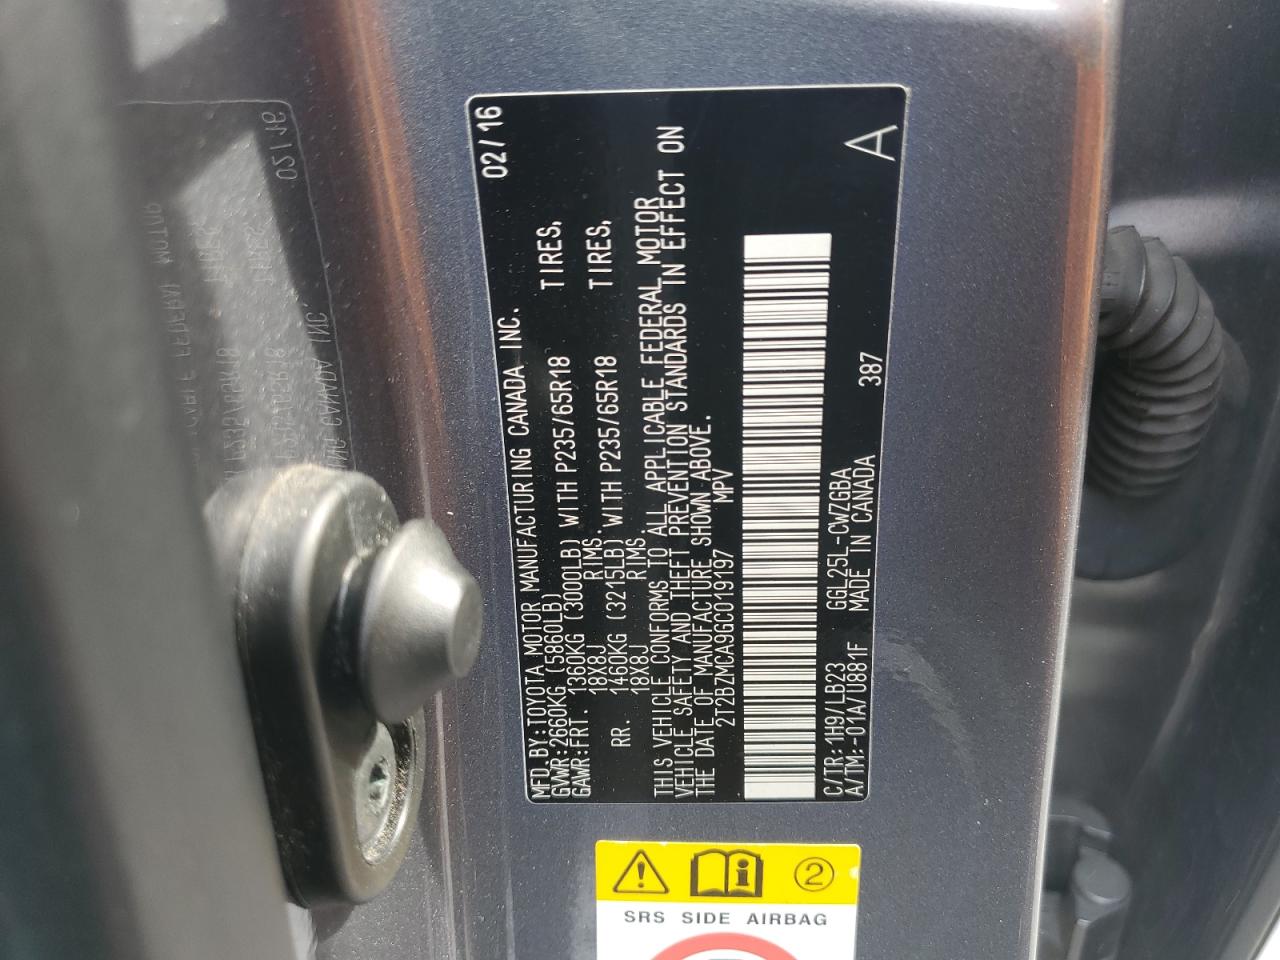 02/16
MFD.BY:TOYOTA MOTOR MANUFACTURING CANADA INC.
GVWR:2660KG (5860LB)
GAWR:FRT. 1360KG (3000LB) WITH P235/65R18 TIRES,
18X8J RIMS.
RR. 1460KG (3215LB) WITH P235/65R18 TIRES,
18X8J RIMS.
THIS VEHICLE CONFORMS TO ALL APPLICABLE FEDERAL MOTOR
VEHICLE SAFETY AND THEFT PREVENTION STANDARDS IN EFFECT ON
THE DATE OF MANUFACTURE SHOWN ABOVE.
2T2BZMCA9GC019197 MPV
C/TR:1H9/LB23 GGL25L-CWZGBA 387
A/TM:-01A/U881F MADE IN CANADA
A
2
SRS SIDE AIRBAG